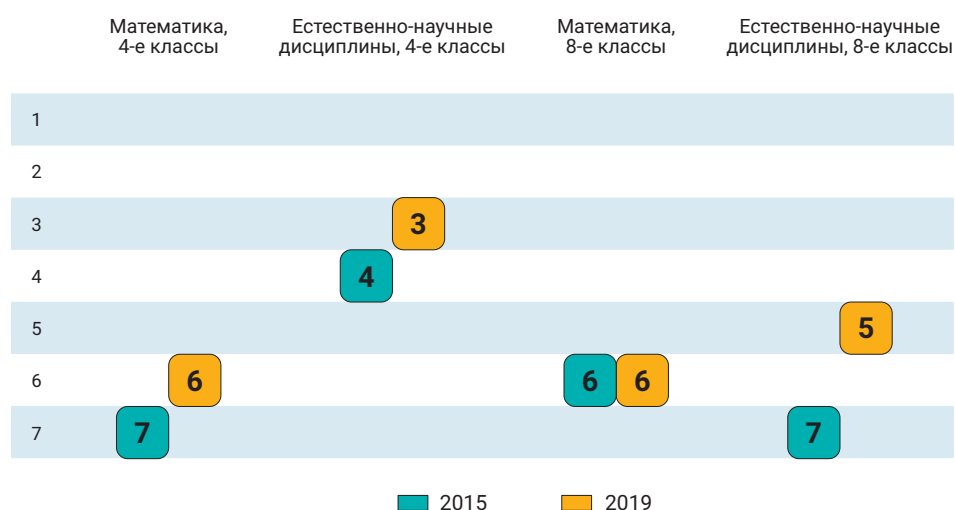 Математика,
4-е классы
Естественно-научные
дисциплины, 4-е классы
Математика,
8-е классы
Естественно-научные
дисциплины, 8-е классы
1
2
3
3
4
4
5
5
6
6
6
6
7
7
7
2015
2019